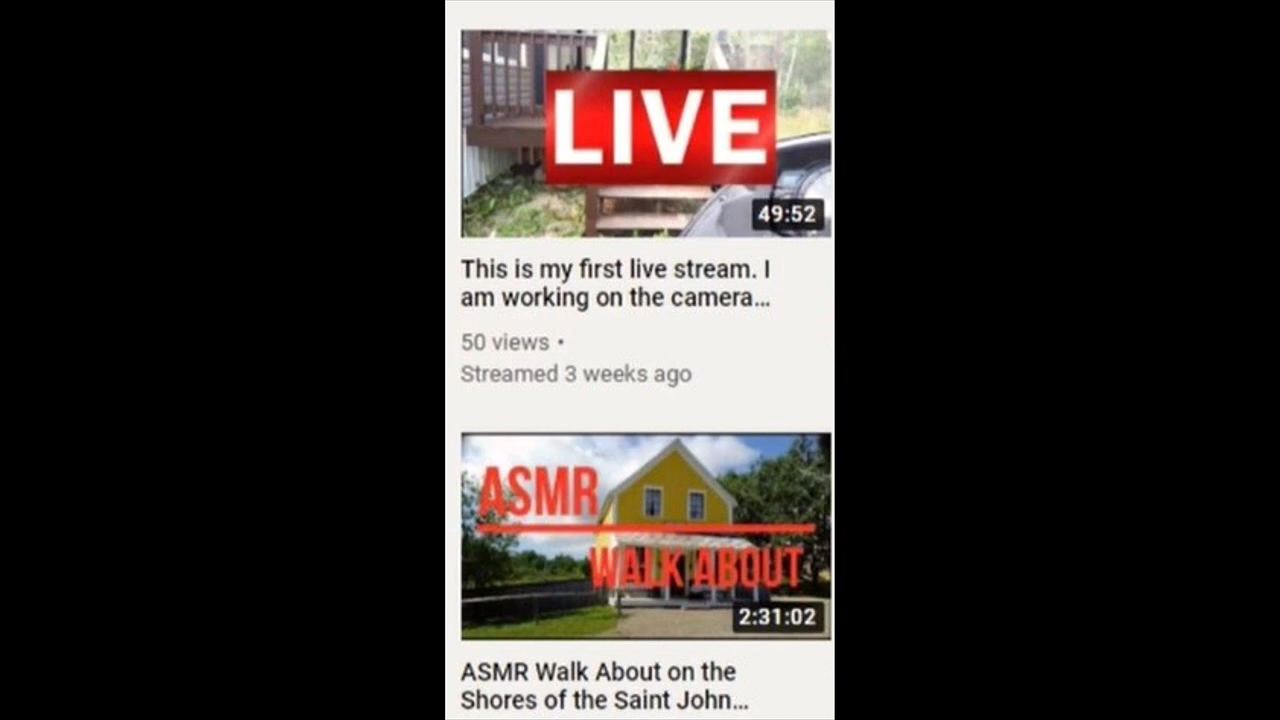 LIVE
49:52
This is my first live stream. I
am working on the camera...
50 views •
Streamed 3 weeks ago
ASMR
WALK ABOUT
2:31:02
ASMR Walk About on the
Shores of the Saint John...